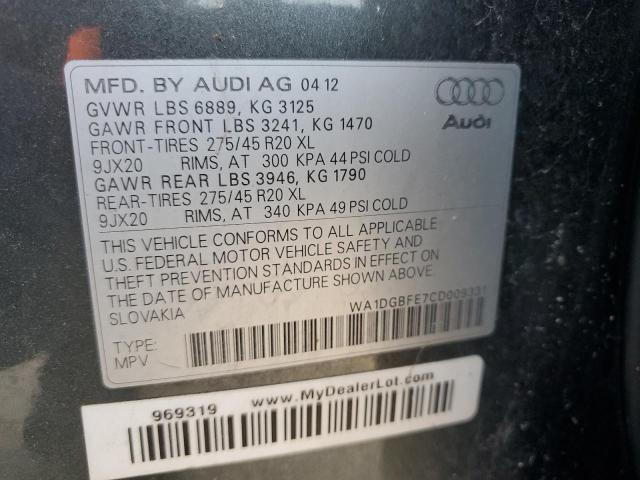 MFD. BY AUDI AG 04 12
GVWR LBS 6889, KG 3125
GAWR FRONT LBS 3241, KG 1470
FRONT-TIRES 275/45 R20 XL
9JX20 RIMS, AT 300 KPA 44 PSI COLD
GAWR REAR LBS 3946, KG 1790
REAR-TIRES 275/45 R20 XL
9JX20 RIMS, AT 340 KPA 49 PSI COLD
Audi
THIS VEHICLE CONFORMS TO ALL APPLICABLE
U.S. FEDERAL MOTOR VEHICLE SAFETY AND
THEFT PREVENTION STANDARDS IN EFFECT ON
THE DATE OF MANUFACTURE SHOWN ABOVE.
SLOVAKIA
WA1DGBFE7CD009331
TYPE:
MPV
969319 www.MyDealerLot.com